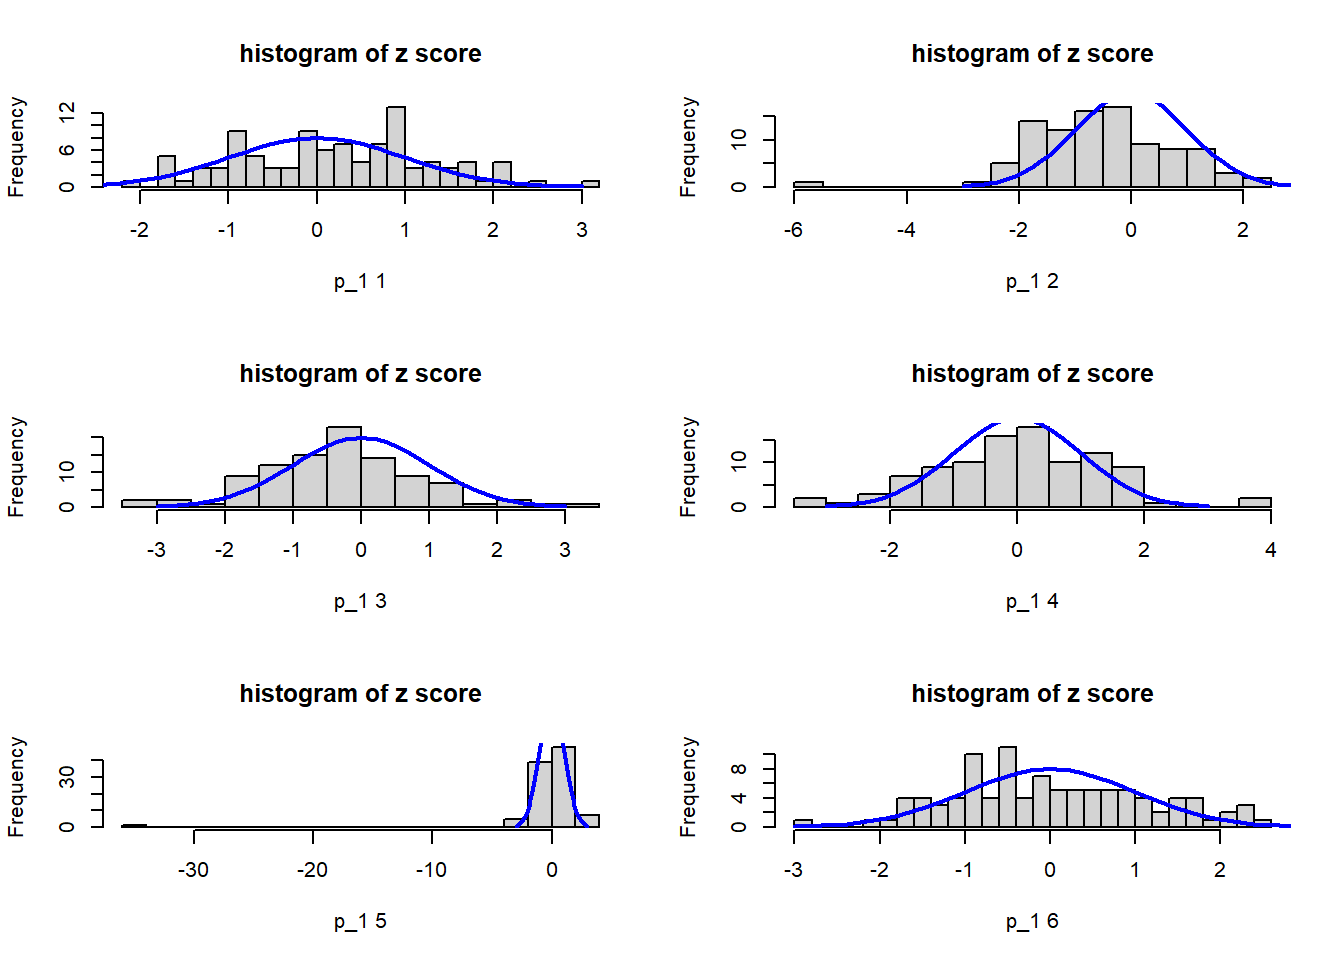 histogram of z score
Frequency
0 6 12
-2 -1 0 1 2 3
p_1 1
histogram of z score
Frequency
0 10
-6 -4 -2 0 2
p_1 2
histogram of z score
Frequency
0 10
-3 -2 -1 0 1 2 3
p_1 3
histogram of z score
Frequency
0 10
-2 0 2 4
p_1 4
histogram of z score
Frequency
0 30
-30 -20 -10 0
p_1 5
histogram of z score
Frequency
0 4 8
-3 -2 -1 0 1 2
p_1 6